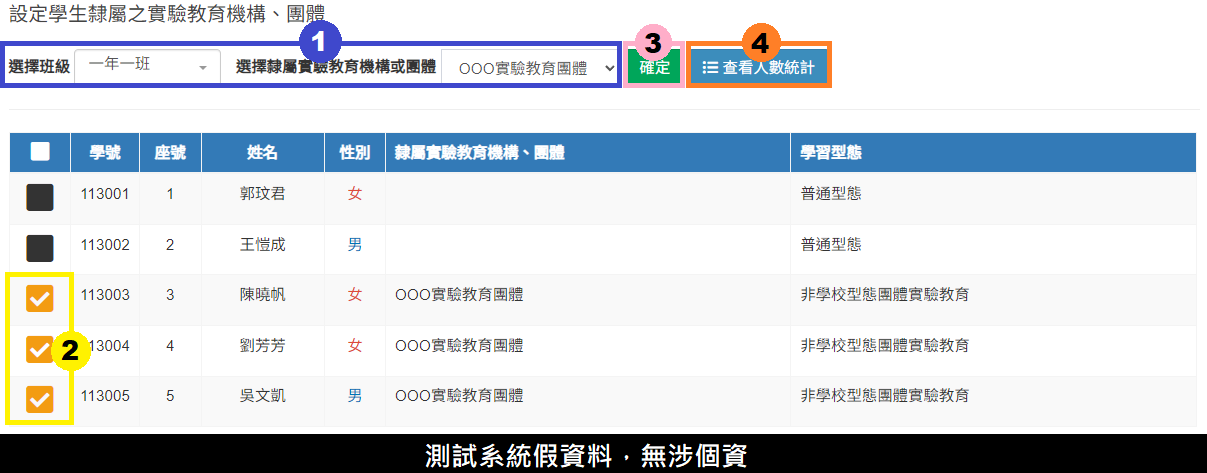 設定學生隸屬之實驗教育機構、團體
1 3 4
選擇班級 一年一班 選擇隸屬實驗教育機構或團體 OOO實驗教育團體 確定 查看人數統計
學號 座號 姓名 性別 隸屬實驗教育機構、團體 學習型態
113001 1 郭玟君 女 普通型態
113002 2 王愷成 男 普通型態
113003 3 陳曉帆 女 OOO實驗教育團體 非學校型態團體實驗教育
2 13004 4 劉芳芳 女 OOO實驗教育團體 非學校型態團體實驗教育
113005 5 吳文凱 男 OOO實驗教育團體 非學校型態團體實驗教育
測試系統假資料，無涉個資